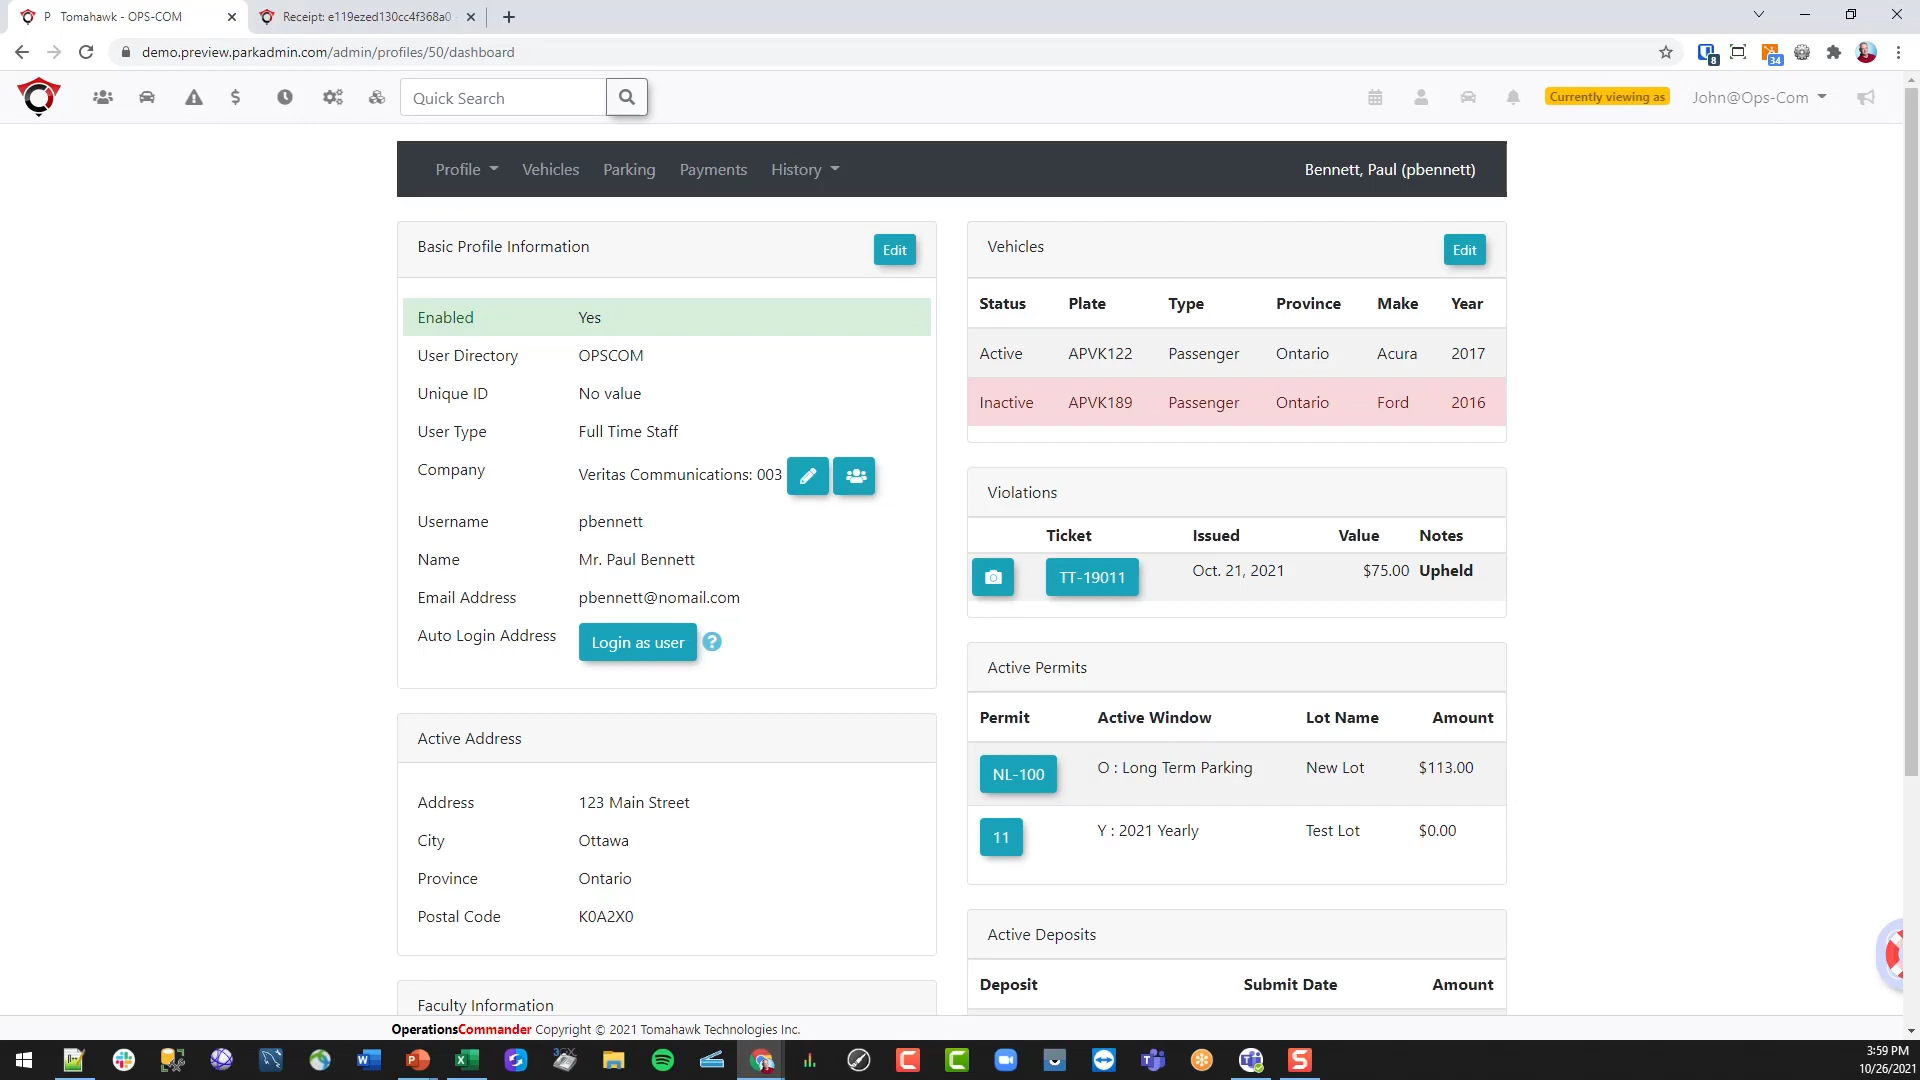 P Tomahawk - OPS-COM
Receipt: e119ezed130cc4f368a0
demo.preview.parkadmin.com/admin/profiles/50/dashboard
8
34
Quick Search
Currently viewing as
John@Ops-Com
Profile
Vehicles
Parking
Payments
History
Bennett, Paul (pbennett)
Basic Profile Information
Edit
Enabled Yes
User Directory OPSCOM
Unique ID No value
User Type Full Time Staff
Company Veritas Communications: 003
Username pbennett
Name Mr. Paul Bennett
Email Address pbennett@nomail.com
Auto Login Address Login as user
Active Address
Address 123 Main Street
City Ottawa
Province Ontario
Postal Code K0A2X0
Faculty Information
Vehicles
Edit
Status Plate Type Province Make Year
Active APVK122 Passenger Ontario Acura 2017
Inactive APVK189 Passenger Ontario Ford 2016
Violations
Ticket Issued Value Notes
TT-19011 Oct. 21, 2021 $75.00 Upheld
Active Permits
Permit Active Window Lot Name Amount
NL-100 O : Long Term Parking New Lot $113.00
11 Y : 2021 Yearly Test Lot $0.00
Active Deposits
Deposit Submit Date Amount
OperationsCommander Copyright © 2021 Tomahawk Technologies Inc.
3:59 PM
10/26/2021